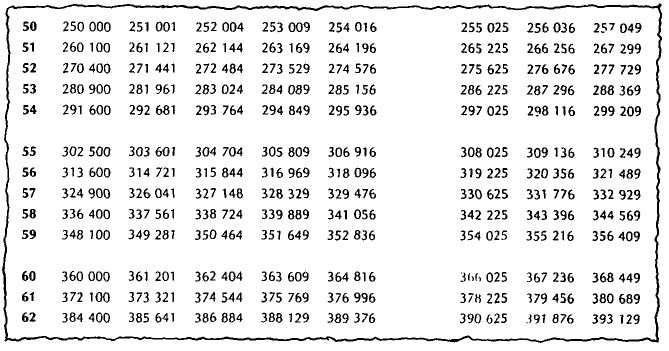 50 250 000 251 001 252 004 253 009 254 016 255 025 256 036 257 049
51 260 100 261 121 262 144 263 169 264 196 265 225 266 256 267 299
52 270 400 271 441 272 484 273 529 274 576 275 625 276 676 277 729
53 280 900 281 961 283 024 284 089 285 156 286 225 287 296 288 369
54 291 600 292 681 293 764 294 849 295 936 297 025 298 116 299 209
55 302 500 303 601 304 704 305 809 306 916 308 025 309 136 310 249
56 313 600 314 721 315 844 316 969 318 096 319 225 320 356 321 489
57 324 900 326 041 327 148 328 329 329 476 330 625 331 776 332 929
58 336 400 337 561 338 724 339 889 341 056 342 225 343 396 344 569
59 348 100 349 281 350 464 351 649 352 836 354 025 355 216 356 409
60 360 000 361 201 362 404 363 609 364 816 366 025 367 236 368 449
61 372 100 373 321 374 544 375 769 376 996 378 225 379 456 380 689
62 384 400 385 641 386 884 388 129 389 376 390 625 391 876 393 129